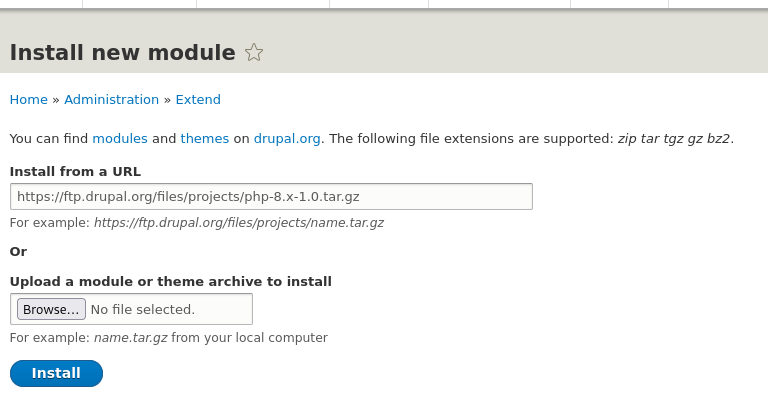 Install new module
Home » Administration » Extend
You can find modules and themes on drupal.org. The following file extensions are supported: zip tar tgz gz bz2.
Install from a URL
https://ftp.drupal.org/files/projects/php-8.x-1.0.tar.gz
For example: https://ftp.drupal.org/files/projects/name.tar.gz
Or
Upload a module or theme archive to install
Browse... No file selected.
For example: name.tar.gz from your local computer
Install